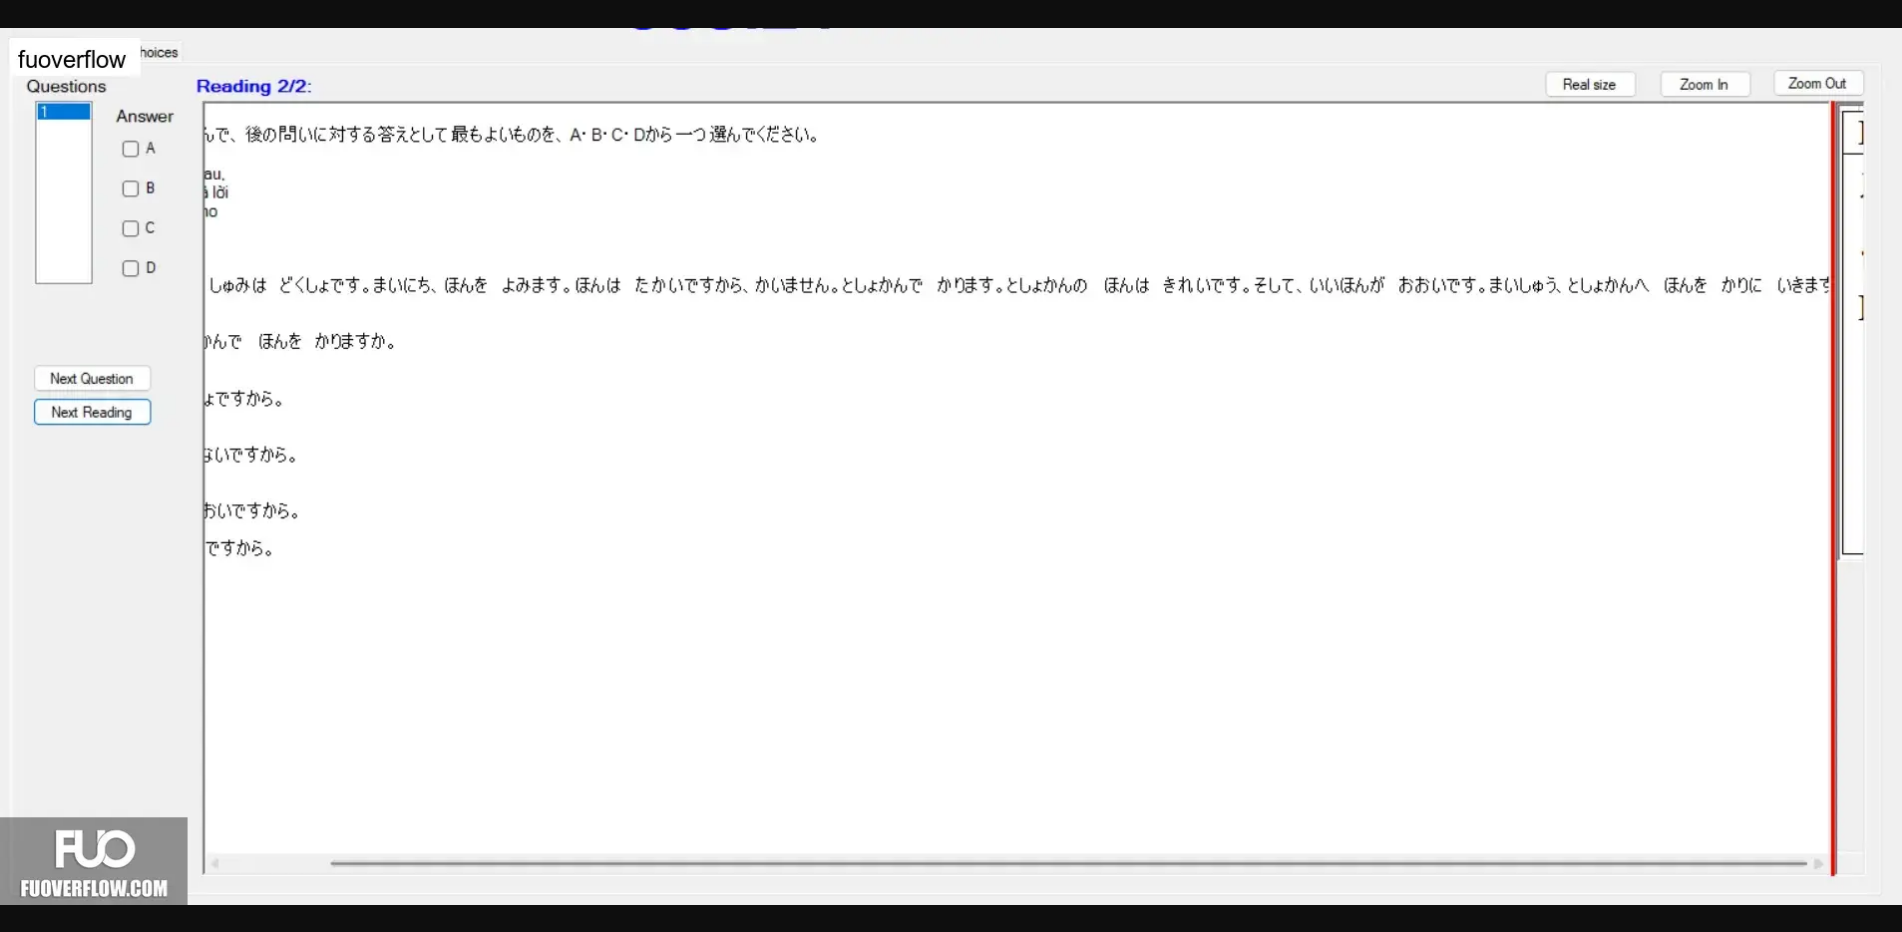 fuoverflow
hoices
Questions
Reading 2/2:
Real size
Zoom In
Zoom Out
1
Answer
A
B
C
D
んで、後の問いに対する答えとして最もよいものを、A・B・C・Dから一つ選んでください。
au,
ả lời
ho
しゅみは どくしょです。まいにち、ほんを よみます。ほんは たかいですから、かいません。としょかんで かります。としょかんの ほんは きれいです。そして、いいほんが おおいです。まいしゅう、としょかんへ ほんを かりに いきます
かんで ほんを かりますか。
ょですから。
ないですから。
おいですから。
ですから。
Next Question
Next Reading
FUO
FUOVERFLOW.COM